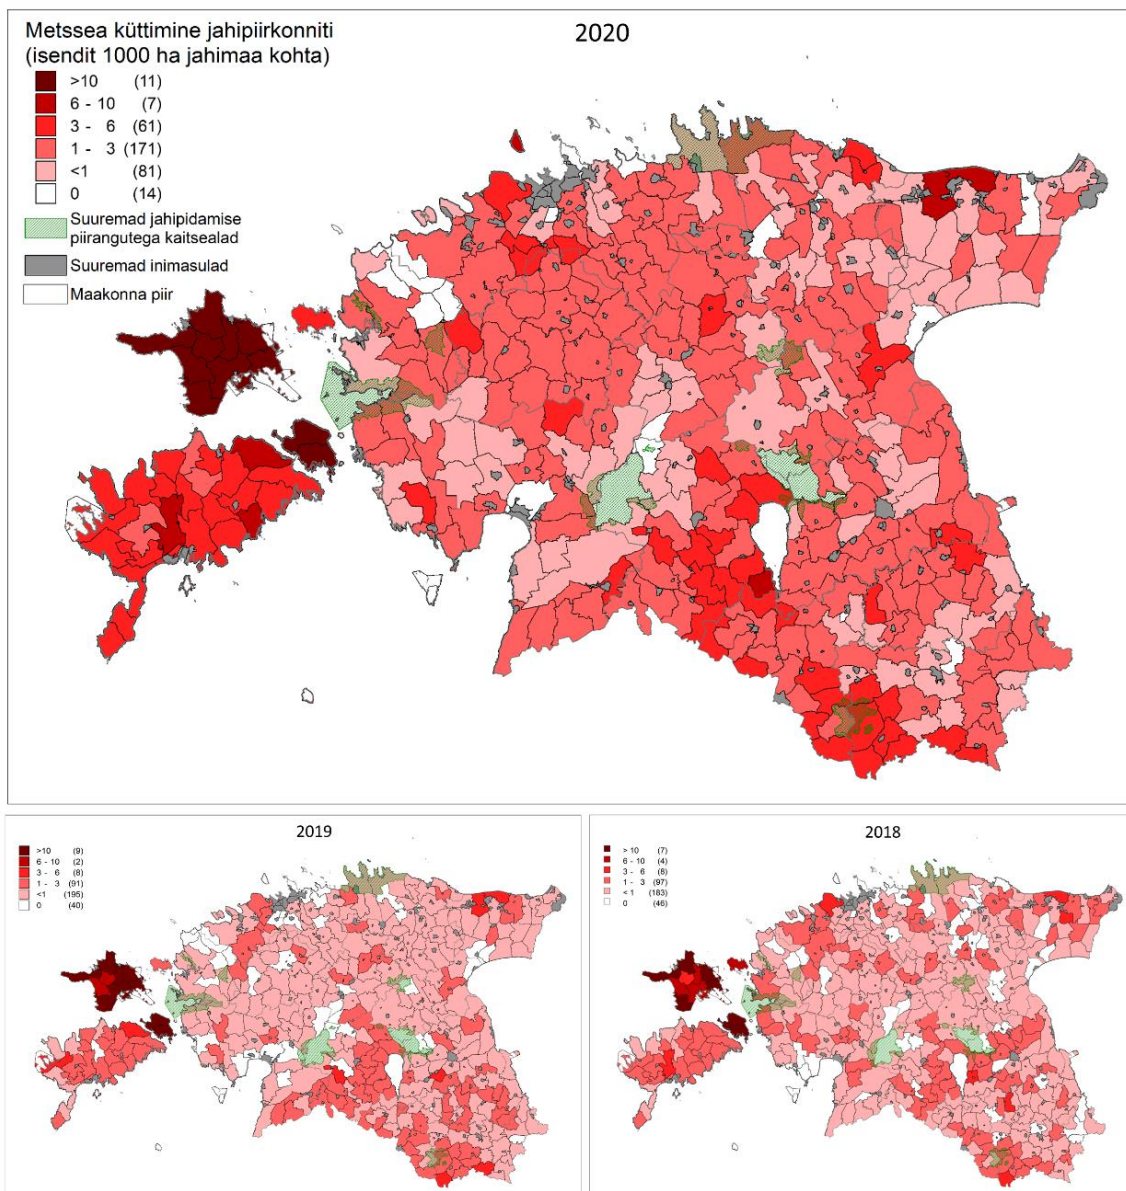 Metssea küttimine jahipiirkonniti
(isendit 1000 ha jahimaa kohta)
2020
>10 (11)
6 - 10 (7)
3 - 6 (61)
1 - 3 (171)
<1 (81)
0 (14)
Suuremad jahipidamise
piirangutega kaitsealad
Suuremad inimasulad
Maakonna piir
2019
>10 (9)
6 - 10 (2)
3 - 6 (8)
1 - 3 (91)
<1 (195)
0 (40)
2018
> 10 (7)
6 - 10 (4)
3 - 6 (8)
1 - 3 (97)
< 1 (183)
0 (46)